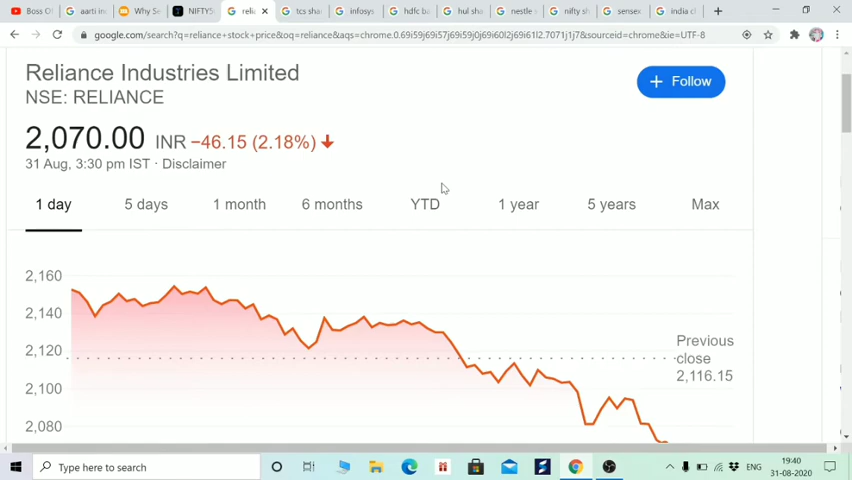 Boss Of
aarti in
Why Se
NIFTY5
relia
tcs sha
infosys
hdfc ba
hul sha
nestle s
nifty sh
sensex
india ch
google.com/search?q=reliance+stock+price&oq=reliance&aqs=chrome.0.69i59j69i57j69i59j0j69i60l2j69i61l2.7071j1j7&sourceid=chrome&ie=UTF-8
Reliance Industries Limited
NSE: RELIANCE
+ Follow
2,070.00 INR −46.15 (2.18%)
31 Aug, 3:30 pm IST · Disclaimer
1 day 5 days 1 month 6 months YTD 1 year 5 years Max
2,160
2,140
2,120
2,100
2,080
Previous
close
2,116.15
Type here to search
ENG
19:40
31-08-2020